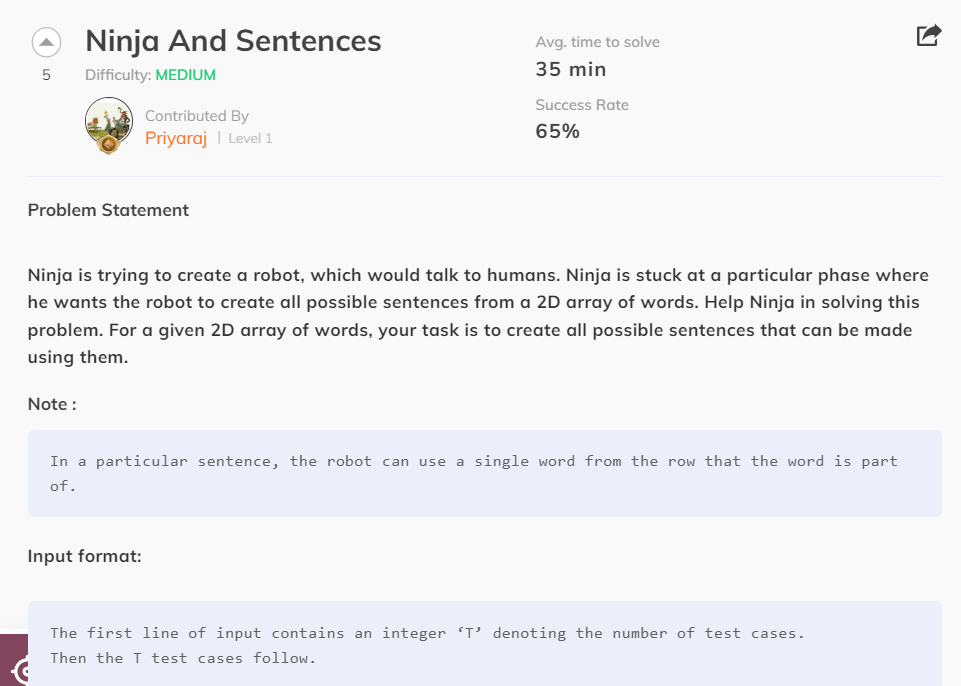 Ninja And Sentences
5
Difficulty: MEDIUM
Contributed By
Priyaraj | Level 1
Avg. time to solve
35 min
Success Rate
65%
Problem Statement
Ninja is trying to create a robot, which would talk to humans. Ninja is stuck at a particular phase where
he wants the robot to create all possible sentences from a 2D array of words. Help Ninja in solving this
problem. For a given 2D array of words, your task is to create all possible sentences that can be made
using them.
Note :
In a particular sentence, the robot can use a single word from the row that the word is part
of.
Input format:
The first line of input contains an integer ‘T’ denoting the number of test cases.
Then the T test cases follow.